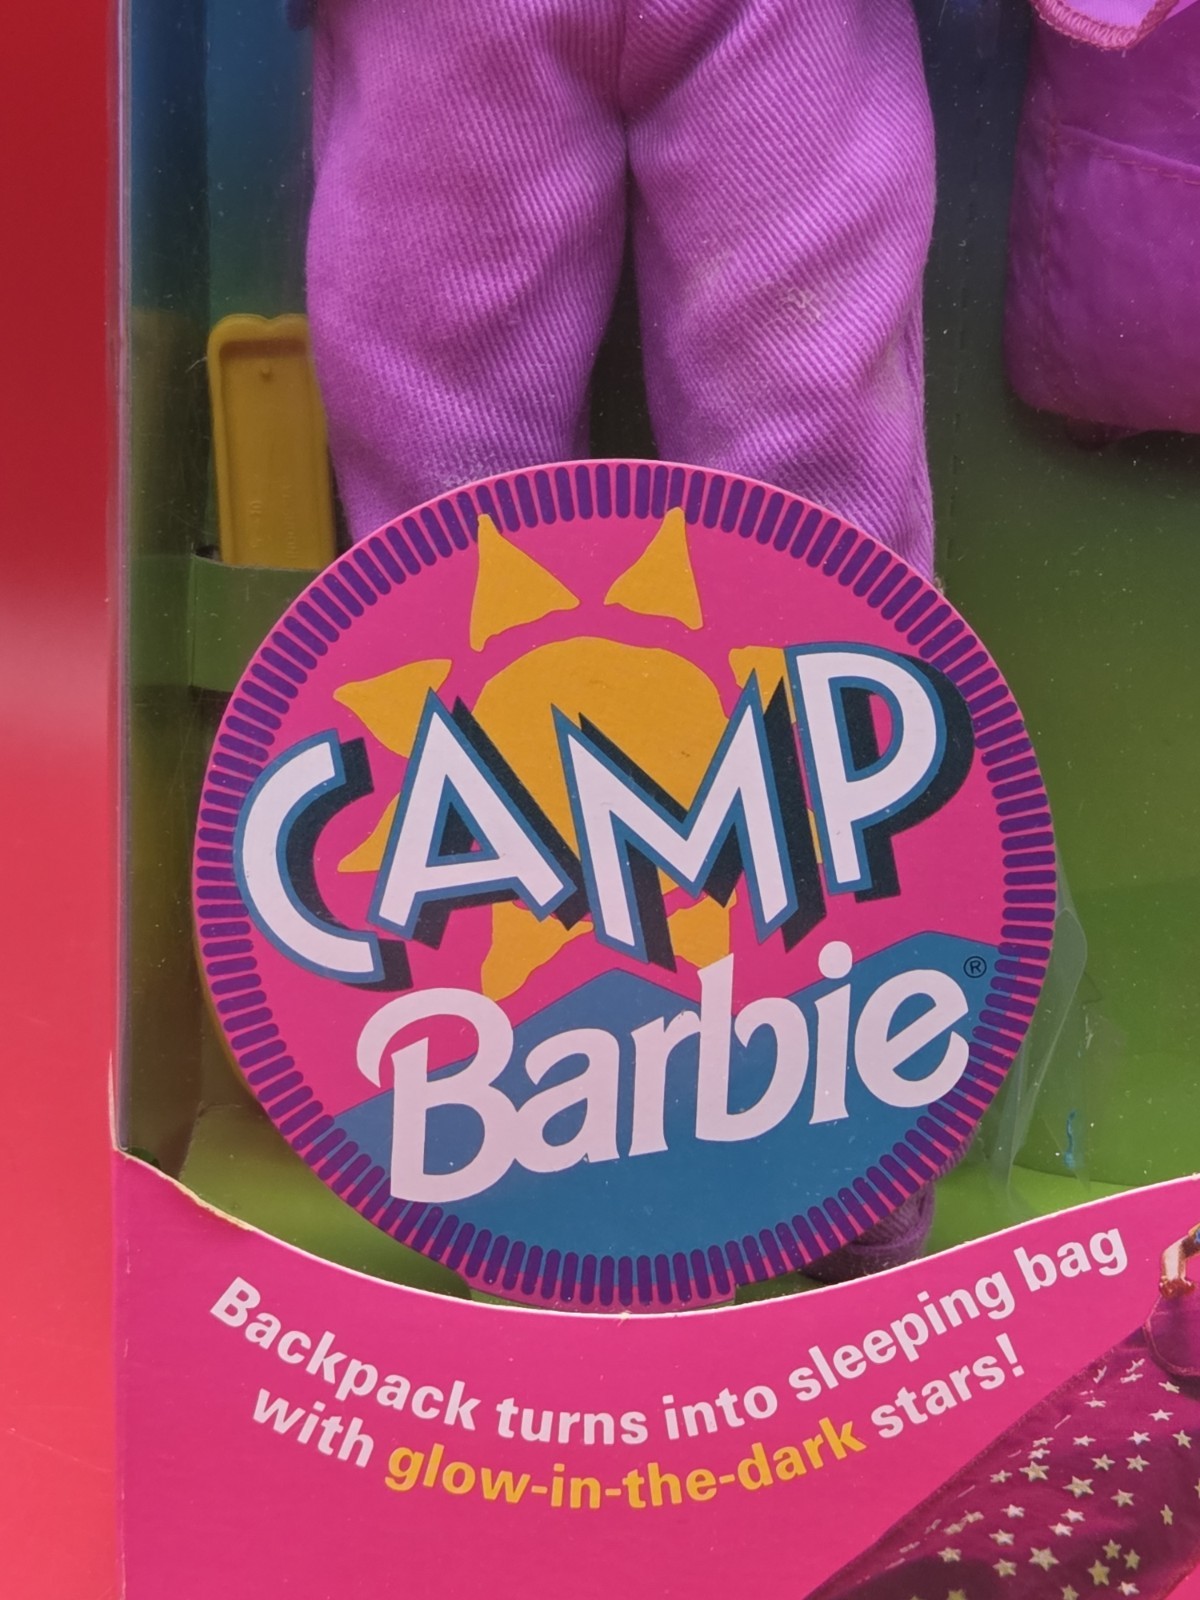 CAMP
Barbie®
Backpack turns into sleeping bag
with glow-in-the-dark stars!